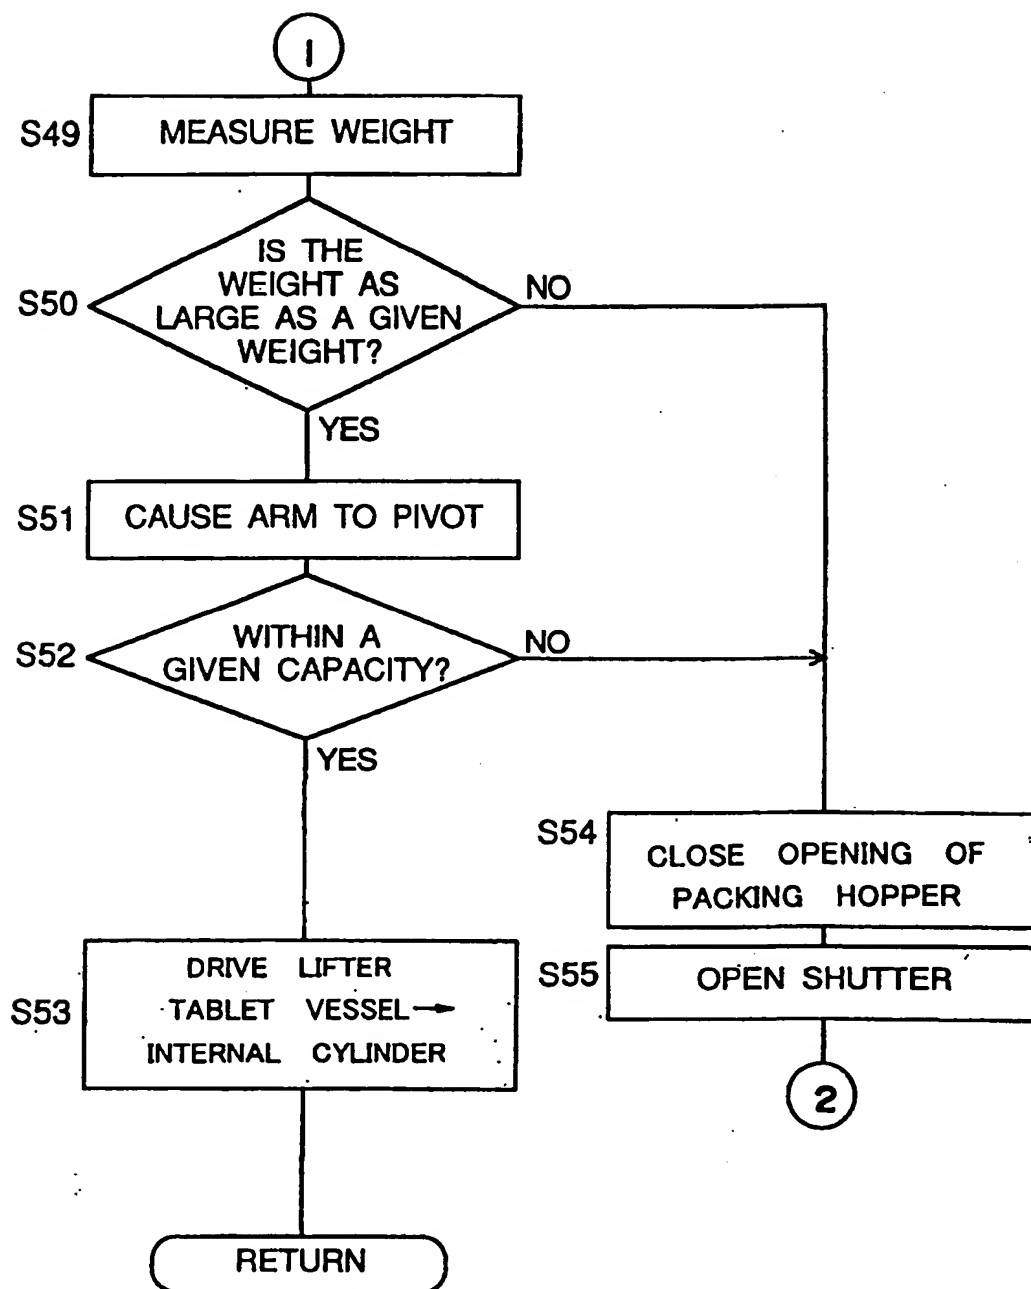 1
S49
MEASURE WEIGHT
S50
IS THE
WEIGHT AS
LARGE AS A GIVEN
WEIGHT?
NO
YES
S51
CAUSE ARM TO PIVOT
S52
WITHIN A
GIVEN CAPACITY?
NO
YES
S54
CLOSE OPENING OF
PACKING HOPPER
S53
DRIVE LIFTER
TABLET VESSEL→
INTERNAL CYLINDER
S55
OPEN SHUTTER
2
RETURN